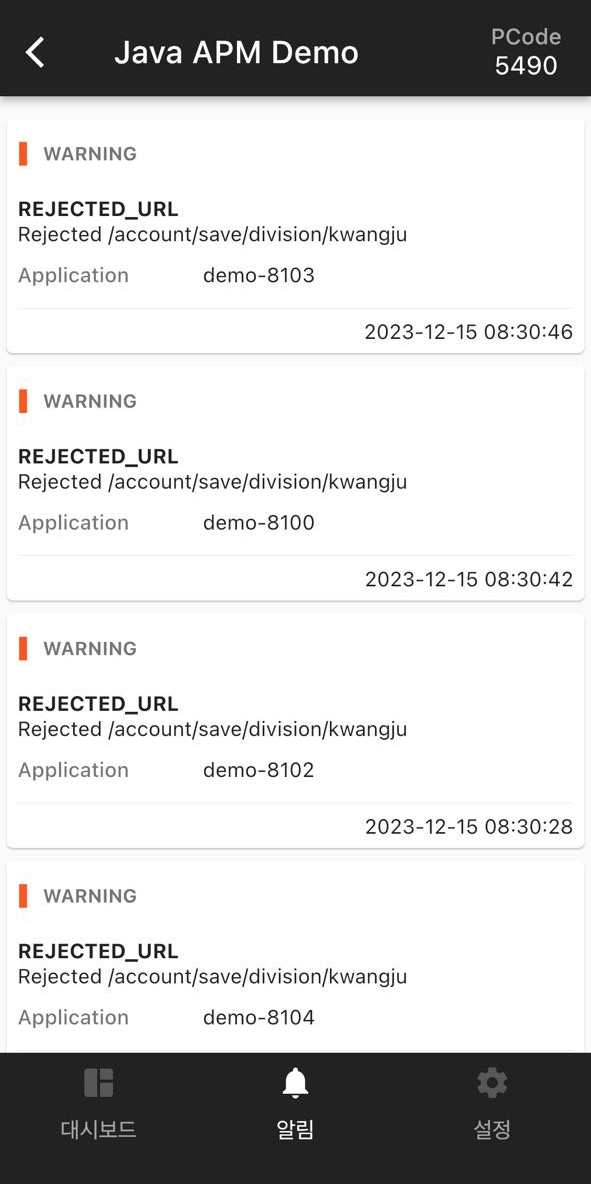 Java APM Demo
PCode
5490
WARNING
REJECTED_URL
Rejected /account/save/division/kwangju
Application demo-8103
2023-12-15 08:30:46
WARNING
REJECTED_URL
Rejected /account/save/division/kwangju
Application demo-8100
2023-12-15 08:30:42
WARNING
REJECTED_URL
Rejected /account/save/division/kwangju
Application demo-8102
2023-12-15 08:30:28
WARNING
REJECTED_URL
Rejected /account/save/division/kwangju
Application demo-8104
대시보드 알림 설정